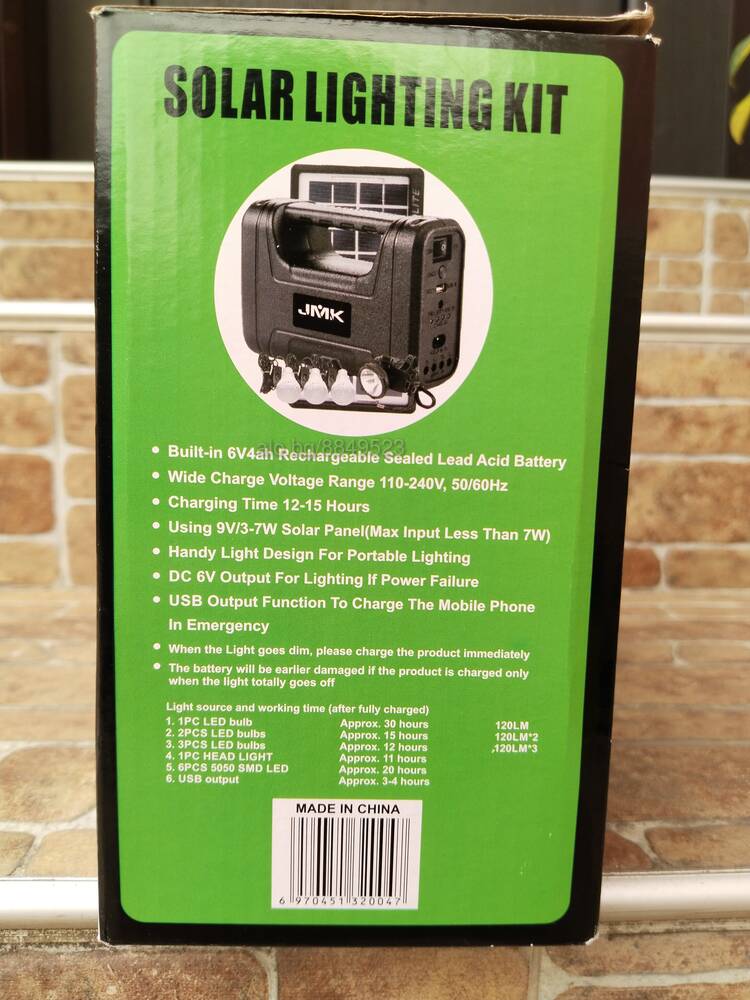 SOLAR LIGHTING KIT
LITE
JMK
alo.bg/8849523
• Built-in 6V4ah Rechargeable Sealed Lead Acid Battery
• Wide Charge Voltage Range 110-240V, 50/60Hz
• Charging Time 12-15 Hours
• Using 9V/3-7W Solar Panel(Max Input Less Than 7W)
• Handy Light Design For Portable Lighting
• DC 6V Output For Lighting If Power Failure
• USB Output Function To Charge The Mobile Phone
In Emergency
• When the Light goes dim, please charge the product immediately
• The battery will be earlier damaged if the product is charged only
when the light totally goes off
Light source and working time (after fully charged)
1. 1PC LED bulb Approx. 30 hours 120LM
2. 2PCS LED bulbs Approx. 15 hours 120LM*2
3. 3PCS LED bulbs Approx. 12 hours ,120LM*3
4. 1PC HEAD LIGHT Approx. 11 hours
5. 6PCS 5050 SMD LED Approx. 20 hours
6. USB output Approx. 3-4 hours
MADE IN CHINA
6 970451 320047